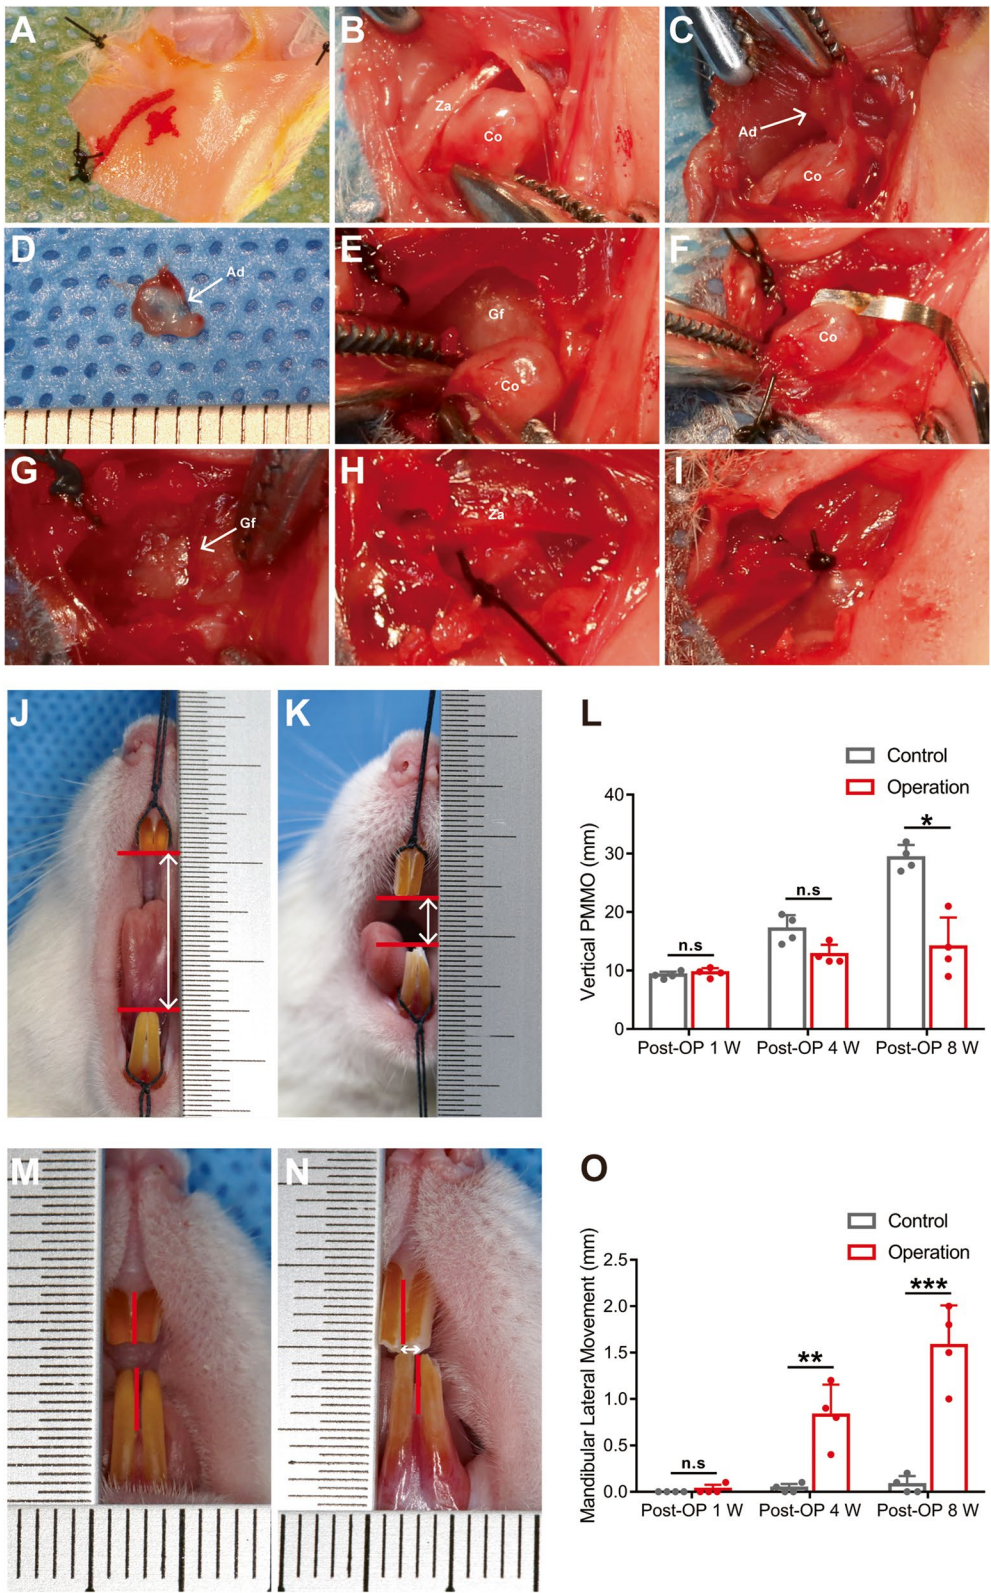 A
B
Za
Co
C
Ad
Co
D
Ad
E
Gf
Co
F
Co
G
Gf
H
Za
I
J
K
L
Control
Operation
Vertical PMMO (mm)
40
30
20
10
0
n.s
n.s
*
Post-OP 1 W
Post-OP 4 W
Post-OP 8 W
M
N
O
Control
Operation
Mandibular Lateral Movement (mm)
2.5
2.0
1.5
1.0
0.5
0.0
n.s
**
***
Post-OP 1 W
Post-OP 4 W
Post-OP 8 W